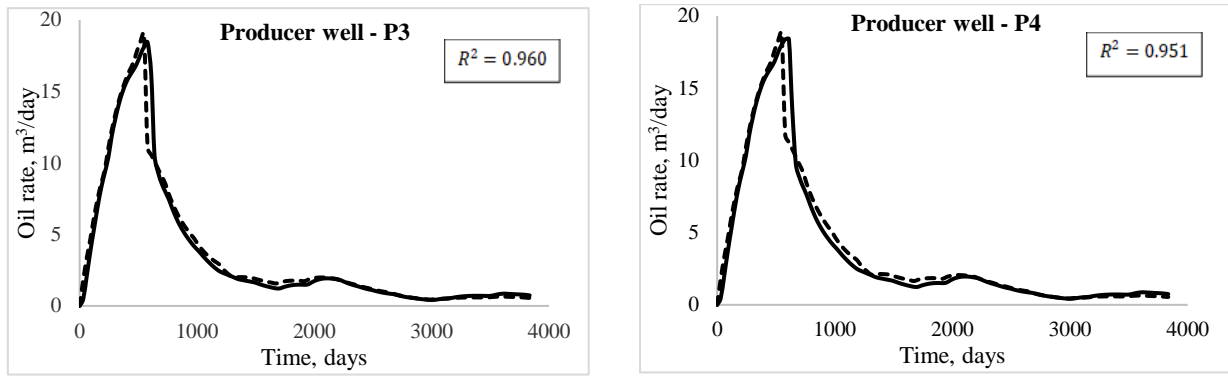 Producer well - P3
R² = 0.960
Oil rate, m³/day
20
15
10
5
0
0 1000 2000 3000 4000
Time, days
Producer well - P4
R² = 0.951
Oil rate, m³/day
20
15
10
5
0
0 1000 2000 3000 4000
Time, days